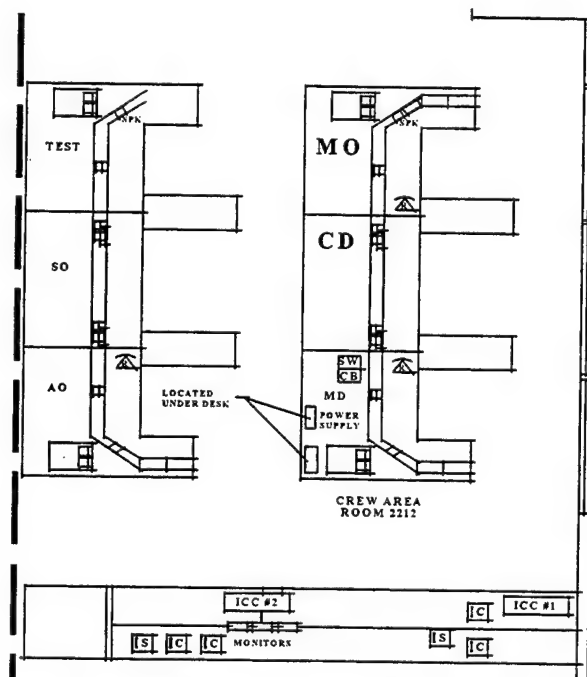 SPK
TEST
SO
AO
SPK
MO
CD
SW
CB
MD
LOCATED
UNDER DESK
POWER
SUPPLY
CREW AREA
ROOM 2212
ICC #2
IC
ICC #1
IS
IC
IC
MONITORS
IS
IC